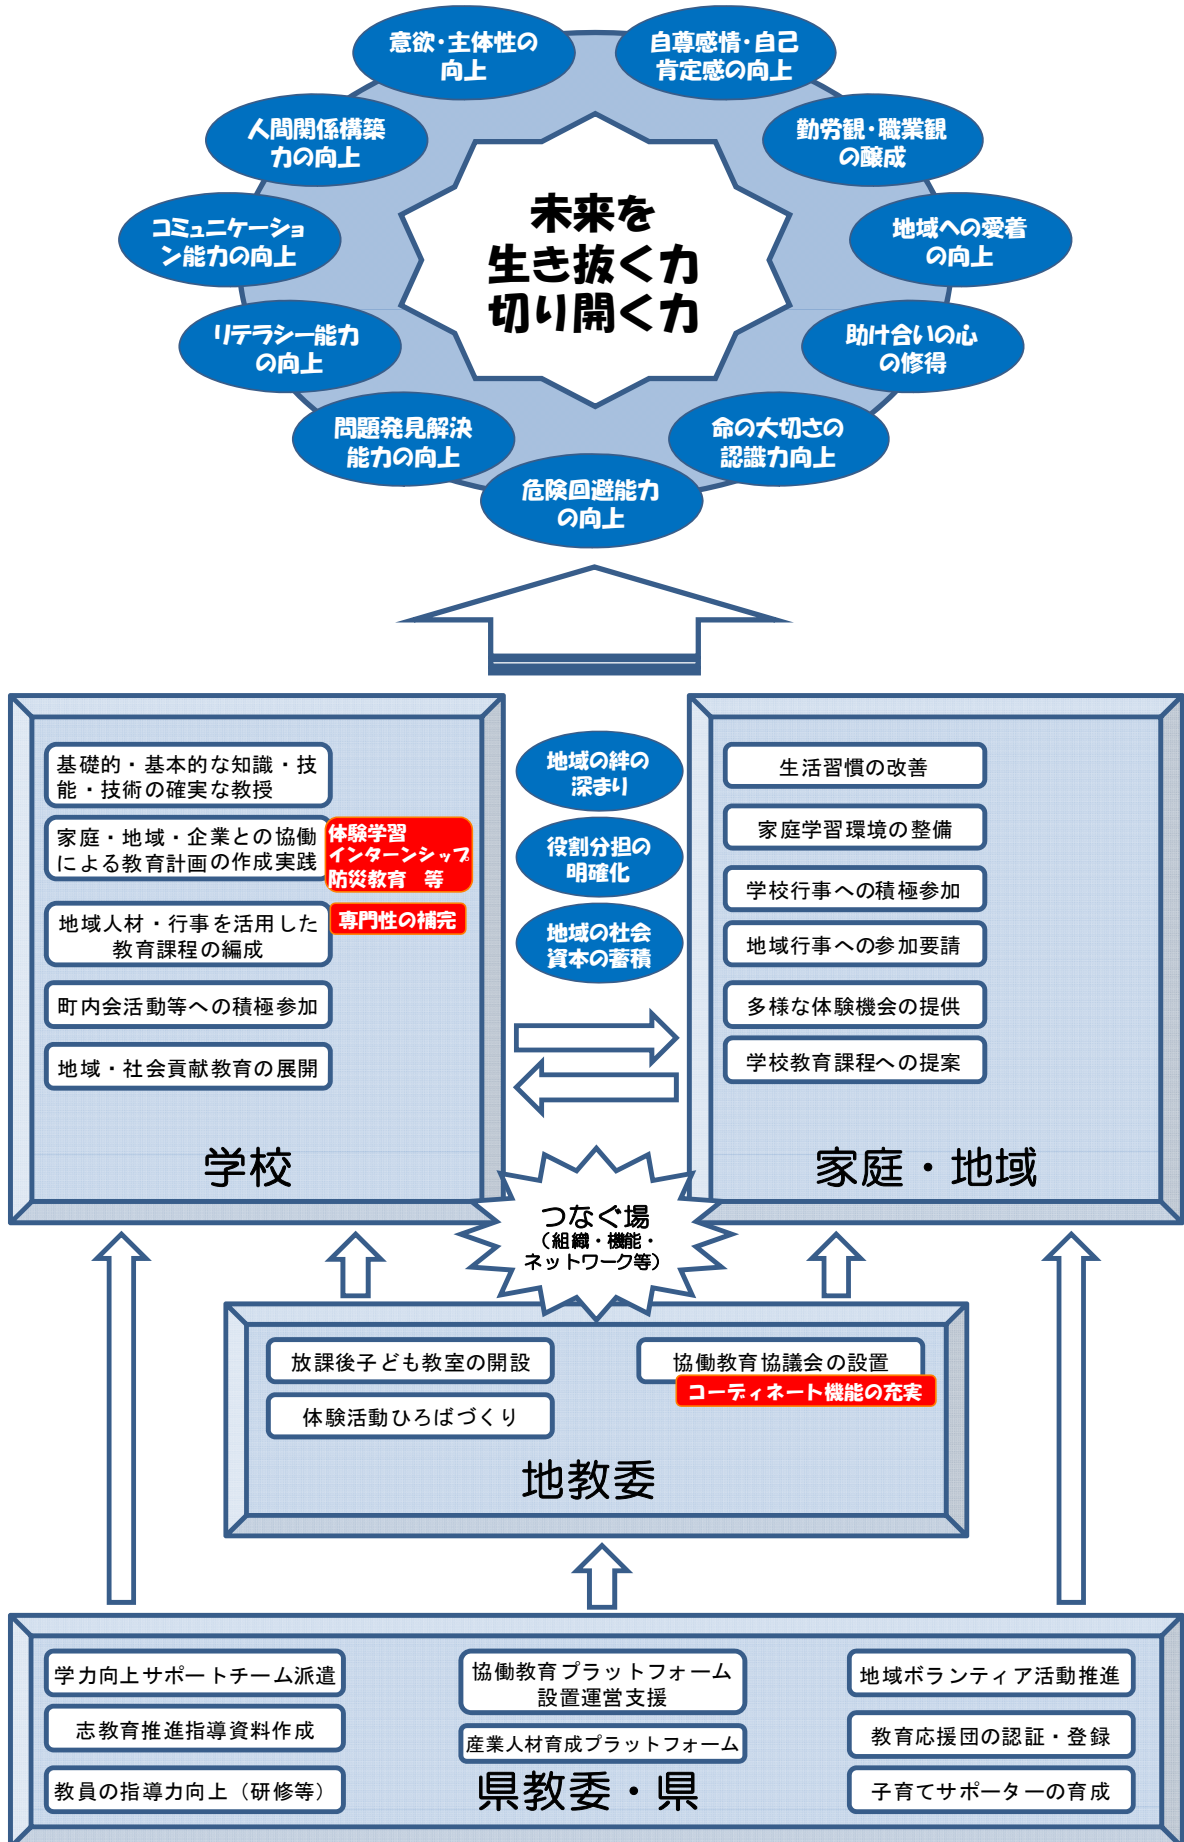 意欲・主体性の
向上
自尊感情・自己
肯定感の向上
人間関係構築
力の向上
勤労観・職業観
の醸成
コミュニケーショ
ン能力の向上
地域への愛着
の向上
リテラシー能力
の向上
助け合いの心
の修得
問題発見解決
能力の向上
命の大切さの
認識力向上
危険回避能力
の向上
未来を
生き抜く力
切り開く力
基礎的・基本的な知識・技
能・技術の確実な教授
家庭・地域・企業との協働
による教育計画の作成実践
体験学習
インターンシップ
防災教育　等
地域人材・行事を活用した
教育課程の編成
専門性の補完
町内会活動等への積極参加
地域・社会貢献教育の展開
学校
地域の絆の
深まり
役割分担の
明確化
地域の社会
資本の蓄積
生活習慣の改善
家庭学習環境の整備
学校行事への積極参加
地域行事への参加要請
多様な体験機会の提供
学校教育課程への提案
家庭・地域
つなぐ場
（組織・機能・
ネットワーク等）
放課後子ども教室の開設
協働教育協議会の設置
コーディネート機能の充実
体験活動ひろばづくり
地教委
学力向上サポートチーム派遣
志教育推進指導資料作成
教員の指導力向上（研修等）
協働教育プラットフォーム
設置運営支援
産業人材育成プラットフォーム
県教委・県
地域ボランティア活動推進
教育応援団の認証・登録
子育てサポーターの育成